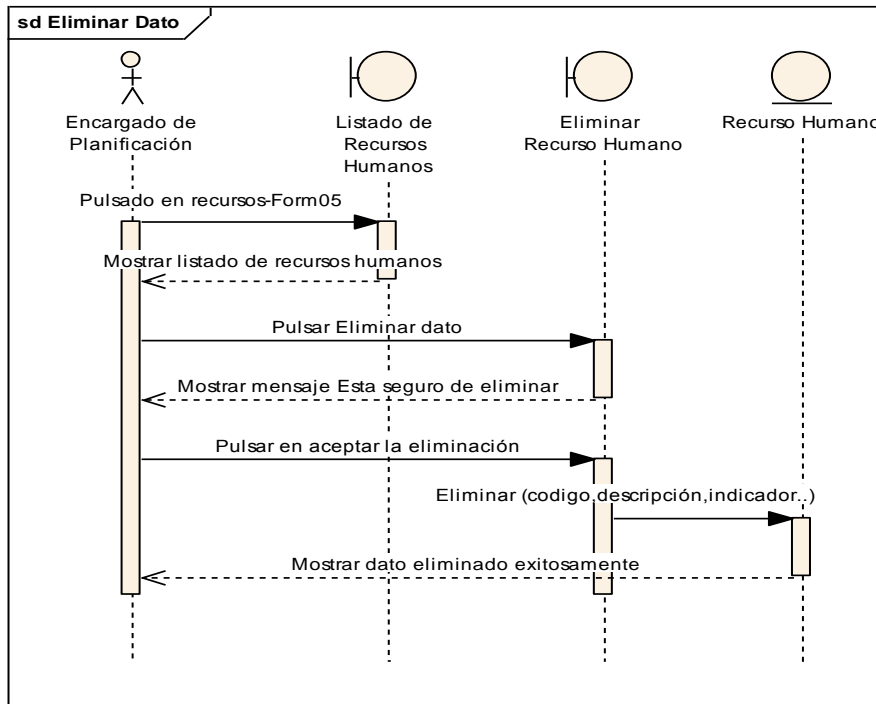 sd Eliminar Dato
Encargado de
Planificación
Listado de
Recursos
Humanos
Eliminar
Recurso Humano
Recurso Humano
Pulsado en recursos-Form05
Mostrar listado de recursos humanos
Pulsar Eliminar dato
Mostrar mensaje Esta seguro de eliminar
Pulsar en aceptar la eliminación
Eliminar (codigo,descripción,indicador..)
Mostrar dato eliminado exitosamente